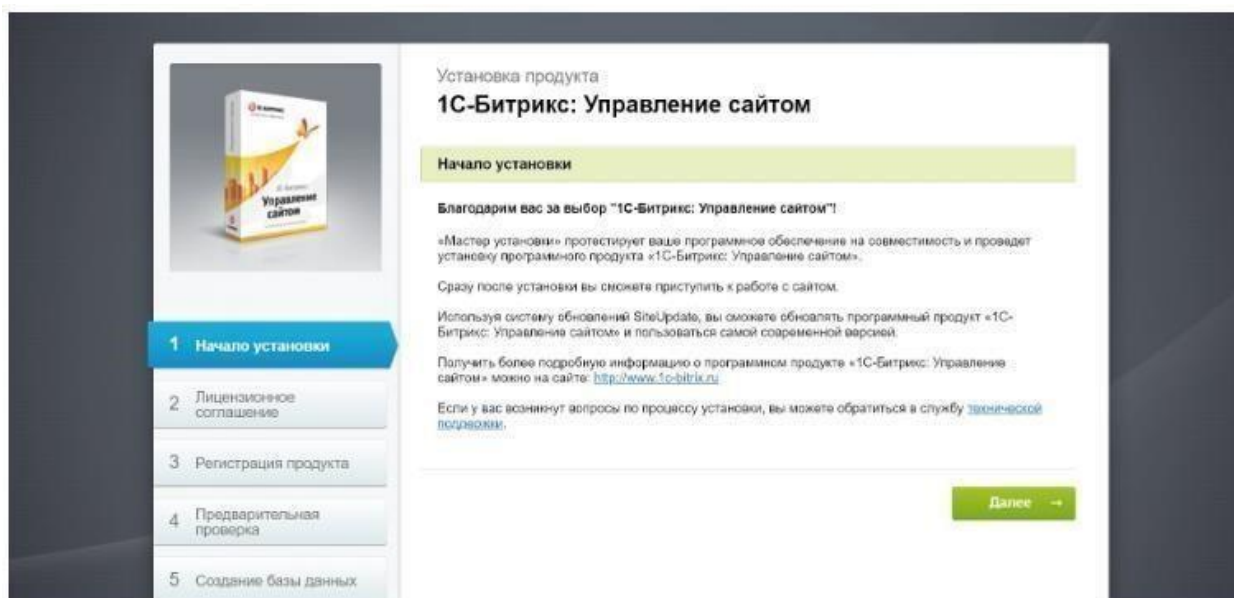 Установка продукта
1С-Битрикс: Управление сайтом
Начало установки
Благодарим вас за выбор "1С-Битрикс: Управление сайтом"!
«Мастер установки» протестирует ваше программное обеспечение на совместимость и проведет
установку программного продукта «1С-Битрикс: Управление сайтом».
Сразу после установки вы сможете приступить к работе с сайтом.
Используя систему обновлений SiteUpdate, вы сможете обновлять программный продукт «1С-
Битрикс: Управление сайтом» и пользоваться самой современной версией.
Получить более подробную информацию о программном продукте «1С-Битрикс: Управление
сайтом» можно на сайте: http://www.1c-bitrix.ru
Если у вас возникнут вопросы по процессу установки, вы можете обратиться в службу технической
поддержки.
Далее →
1С-Битрикс
Управление
сайтом
1 Начало установки
2 Лицензионное
соглашение
3 Регистрация продукта
4 Предварительная
проверка
5 Создание базы данных